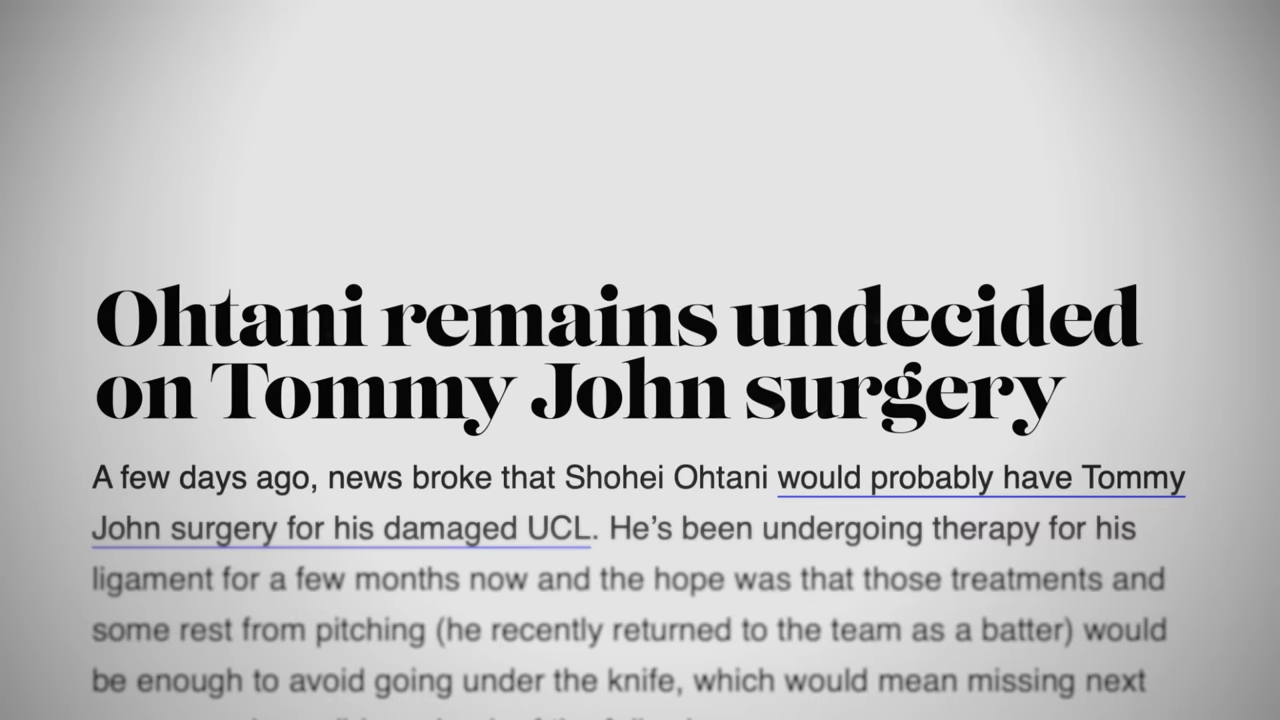 Ohtani remains undecided
on Tommy John surgery
A few days ago, news broke that Shohei Ohtani would probably have Tommy
John surgery for his damaged UCL. He’s been undergoing therapy for his
ligament for a few months now and the hope was that those treatments and
some rest from pitching (he recently returned to the team as a batter) would
be enough to avoid going under the knife, which would mean missing next